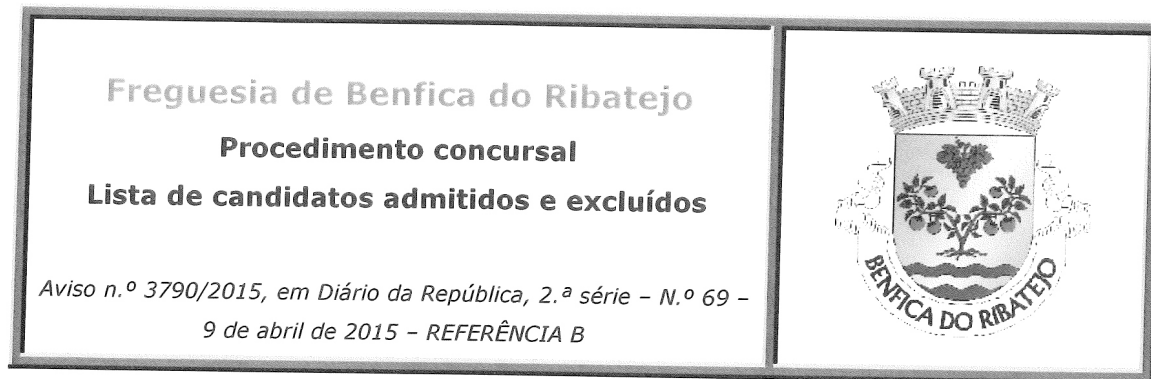 Freguesia de Benfica do Ribatejo
Procedimento concursal
Lista de candidatos admitidos e excluídos
Aviso n.º 3790/2015, em Diário da República, 2.ª série – N.º 69 –
9 de abril de 2015 – REFERÊNCIA B
BENFICA DO RIBATEJO